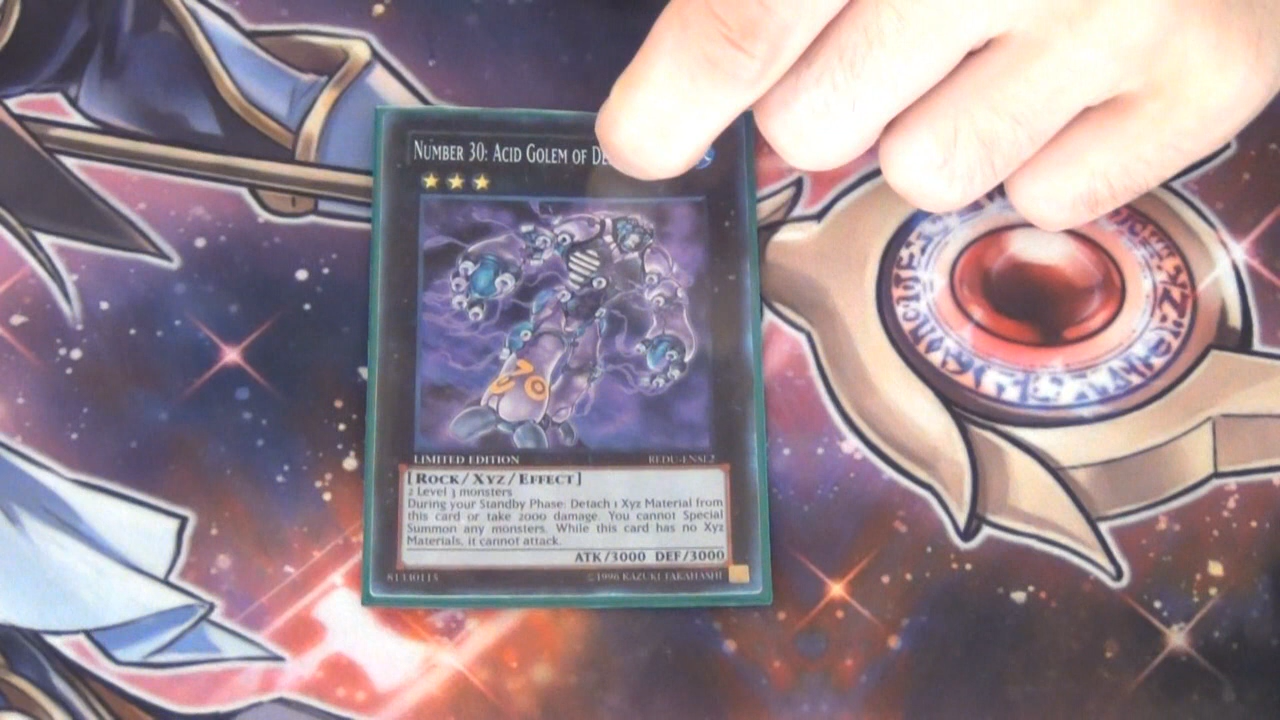 NUMBER 30: ACID GOLEM OF DE
LIMITED EDITION REDU-ENSE2
[ROCK/XYZ/EFFECT]
2 Level 3 monsters
During your Standby Phase: Detach 1 Xyz Material from
this card or take 2000 damage. You cannot Special
Summon any monsters. While this card has no Xyz
Materials, it cannot attack.
ATK/3000 DEF/3000
81330115 ©1996 KAZUKI TAKAHASHI